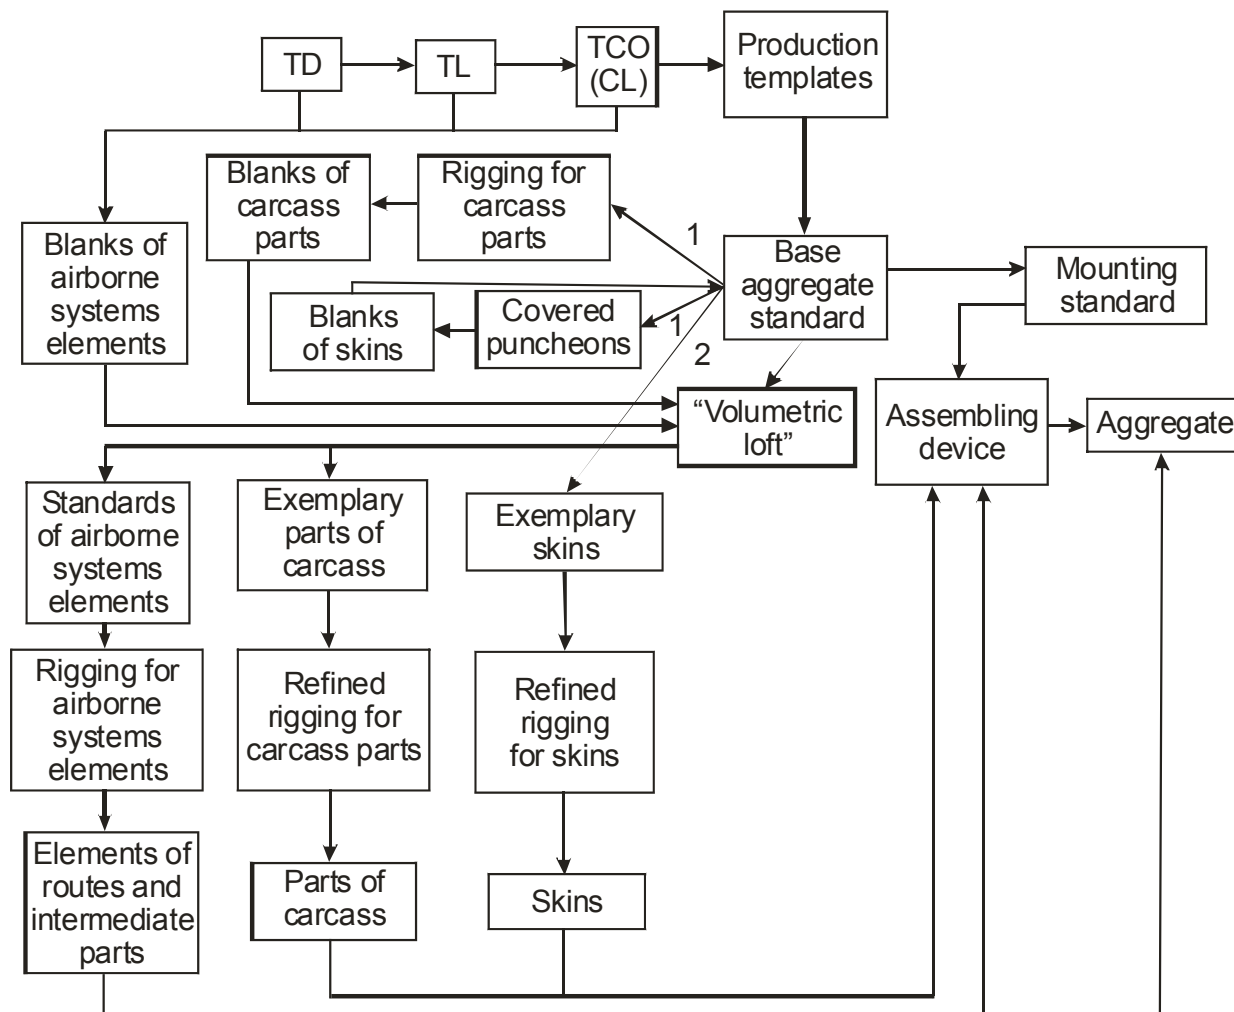 TD
TL
TCO
(CL)
Production
templates
Blanks of
carcass
parts
Rigging for
carcass
parts
1
Blanks of
airborne
systems
elements
Base
aggregate
standard
Mounting
standard
Blanks
of skins
Covered
puncheons
1
2
“Volumetric
loft”
Assembling
device
Aggregate
Standards
of airborne
systems
elements
Exemplary
parts of
carcass
Exemplary
skins
Rigging for
airborne
systems
elements
Refined
rigging for
carcass parts
Refined
rigging
for skins
Elements of
routes and
intermediate
parts
Parts of
carcass
Skins